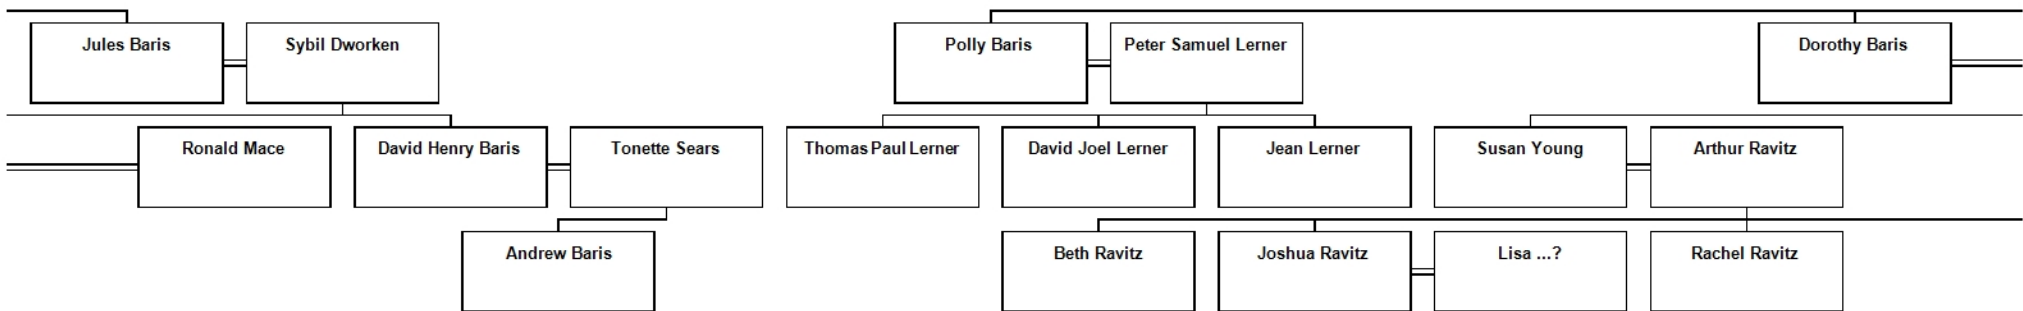 Jules Baris
Sybil Dworken
Polly Baris
Peter Samuel Lerner
Dorothy Baris
Ronald Mace
David Henry Baris
Tonette Sears
Thomas Paul Lerner
David Joel Lerner
Jean Lerner
Susan Young
Arthur Ravitz
Andrew Baris
Beth Ravitz
Joshua Ravitz
Lisa ...?
Rachel Ravitz